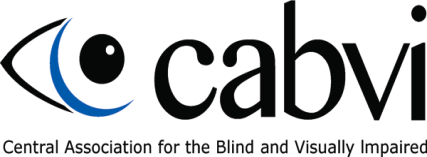 cabvi
Central Association for the Blind and Visually Impaired